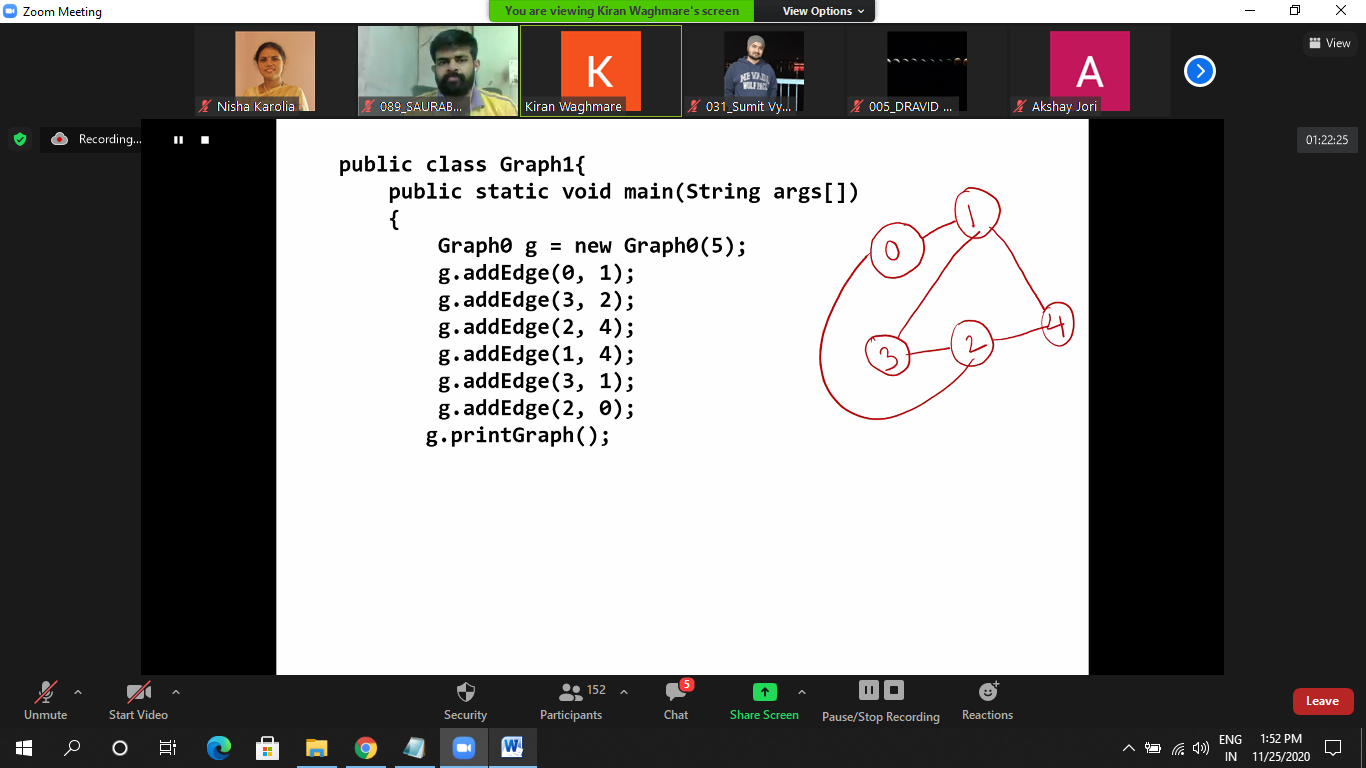 Zoom Meeting
You are viewing Kiran Waghmare's screen
View Options
K
A
View
Nisha Karolia
089_SAURAB...
Kiran Waghmare
031_Sumit Vy...
005_DRAVID ...
Akshay Jori
Recording...
01:22:25
public class Graph1{
public static void main(String args[])
{
Graph0 g = new Graph0(5);
g.addEdge(0, 1);
g.addEdge(3, 2);
g.addEdge(2, 4);
g.addEdge(1, 4);
g.addEdge(3, 1);
g.addEdge(2, 0);
g.printGraph();
1
0
4
3
2
152
5
Unmute
Start Video
Security
Participants
Chat
Share Screen
Pause/Stop Recording
Reactions
Leave
ENG
IN
1:52 PM
11/25/2020